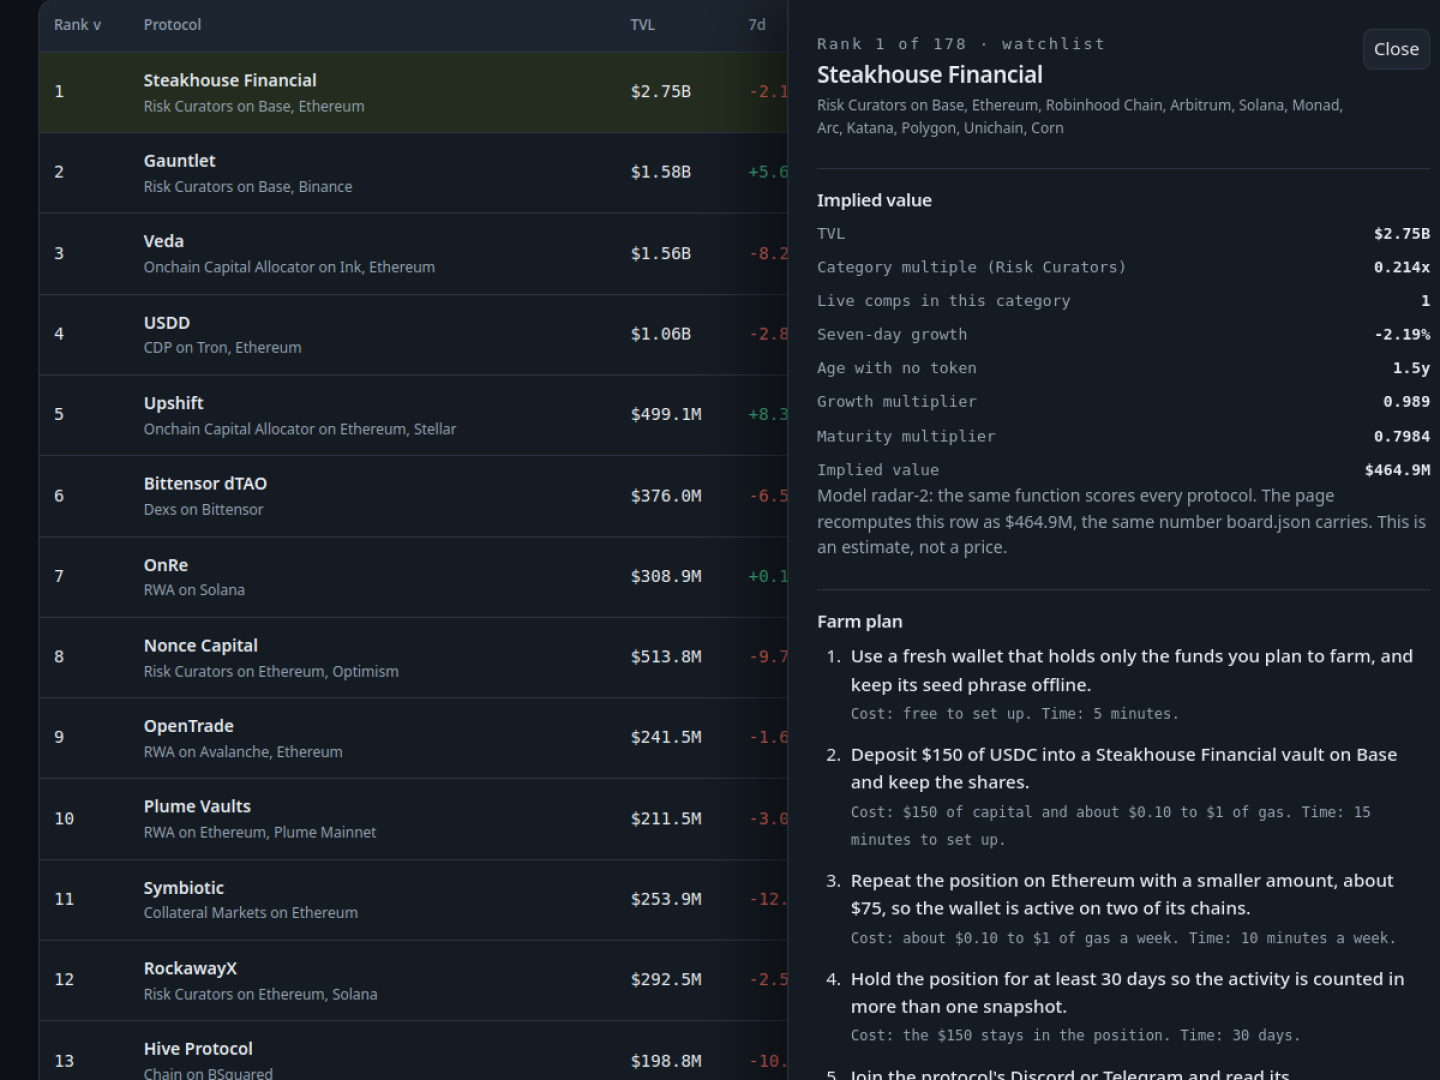 Rank v Protocol TVL 7d
1 Steakhouse Financial $2.75B -2.1
Risk Curators on Base, Ethereum
2 Gauntlet $1.58B +5.6
Risk Curators on Base, Binance
3 Veda $1.56B -8.2
Onchain Capital Allocator on Ink, Ethereum
4 USDD $1.06B -2.8
CDP on Tron, Ethereum
5 Upshift $499.1M +8.3
Onchain Capital Allocator on Ethereum, Stellar
6 Bittensor dTAO $376.0M -6.5
Dexs on Bittensor
7 OnRe $308.9M +0.1
RWA on Solana
8 Nonce Capital $513.8M -9.7
Risk Curators on Ethereum, Optimism
9 OpenTrade $241.5M -1.6
RWA on Avalanche, Ethereum
10 Plume Vaults $211.5M -3.0
RWA on Ethereum, Plume Mainnet
11 Symbiotic $253.9M -12.
Collateral Markets on Ethereum
12 RockawayX $292.5M -2.5
Risk Curators on Ethereum, Solana
13 Hive Protocol $198.8M -10.
Chain on BSquared
Rank 1 of 178 · watchlist
Close
Steakhouse Financial
Risk Curators on Base, Ethereum, Robinhood Chain, Arbitrum, Solana, Monad,
Arc, Katana, Polygon, Unichain, Corn
Implied value
TVL $2.75B
Category multiple (Risk Curators) 0.214x
Live comps in this category 1
Seven-day growth -2.19%
Age with no token 1.5y
Growth multiplier 0.989
Maturity multiplier 0.7984
Implied value $464.9M
Model radar-2: the same function scores every protocol. The page
recomputes this row as $464.9M, the same number board.json carries. This is
an estimate, not a price.
Farm plan
1. Use a fresh wallet that holds only the funds you plan to farm, and
keep its seed phrase offline.
Cost: free to set up. Time: 5 minutes.
2. Deposit $150 of USDC into a Steakhouse Financial vault on Base
and keep the shares.
Cost: $150 of capital and about $0.10 to $1 of gas. Time: 15
minutes to set up.
3. Repeat the position on Ethereum with a smaller amount, about
$75, so the wallet is active on two of its chains.
Cost: about $0.10 to $1 of gas a week. Time: 10 minutes a week.
4. Hold the position for at least 30 days so the activity is counted in
more than one snapshot.
Cost: the $150 stays in the position. Time: 30 days.
5. Join the protocol's Discord or Telegram and read its